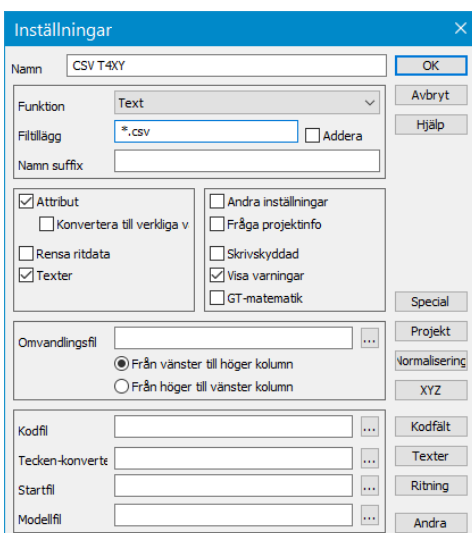 Inställningar
Namn CSV T4XY OK
Funktion Text Avbryt
Filtillägg *.csv Addera Hjälp
Namn suffix
Attribut Andra inställningar
Konvertera till verkliga v Fråga projektinfo
Rensa ritdata Skrivskyddad
Texter Visa varningar
GT-matematik Special
Omvandlingsfil ... Projekt
Från vänster till höger kolumn Normalisering
Från höger till vänster kolumn XYZ
Kodfil ... Kodfält
Tecken-konverte ... Texter
Startfil ... Ritning
Modellfil ... Andra